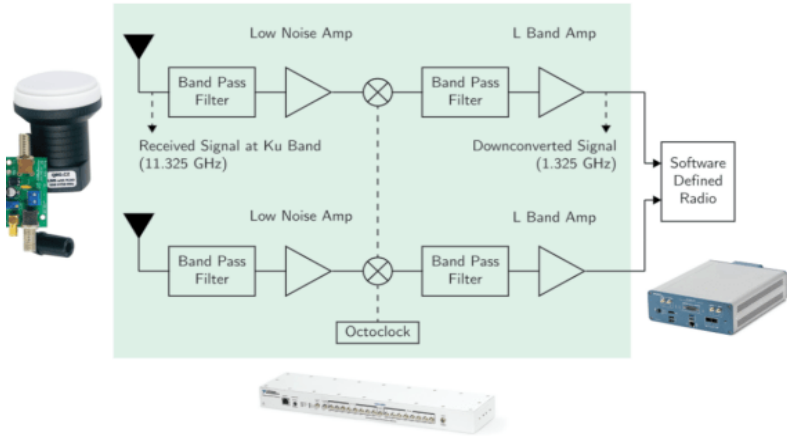 Low Noise Amp
L Band Amp
Band Pass
Filter
Band Pass
Filter
Received Signal at Ku Band
(11.325 GHz)
Downconverted Signal
(1.325 GHz)
Software
Defined
Radio
Low Noise Amp
L Band Amp
Band Pass
Filter
Band Pass
Filter
Octoclock